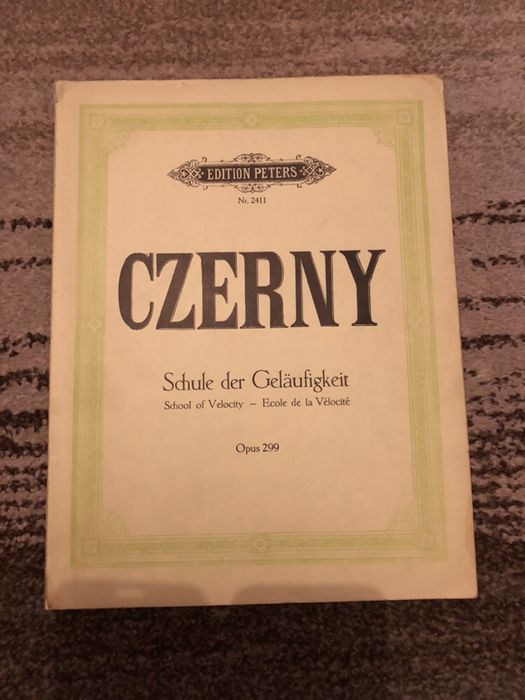 EDITION PETERS
Nr. 2411
CZERNY
Schule der Geläufigkeit
School of Velocity — Ecole de la Vélocité
Opus 299